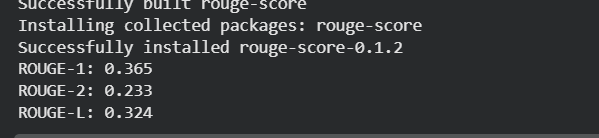 Successfully built rouge-score
Installing collected packages: rouge-score
Successfully installed rouge-score-0.1.2
ROUGE-1: 0.365
ROUGE-2: 0.233
ROUGE-L: 0.324